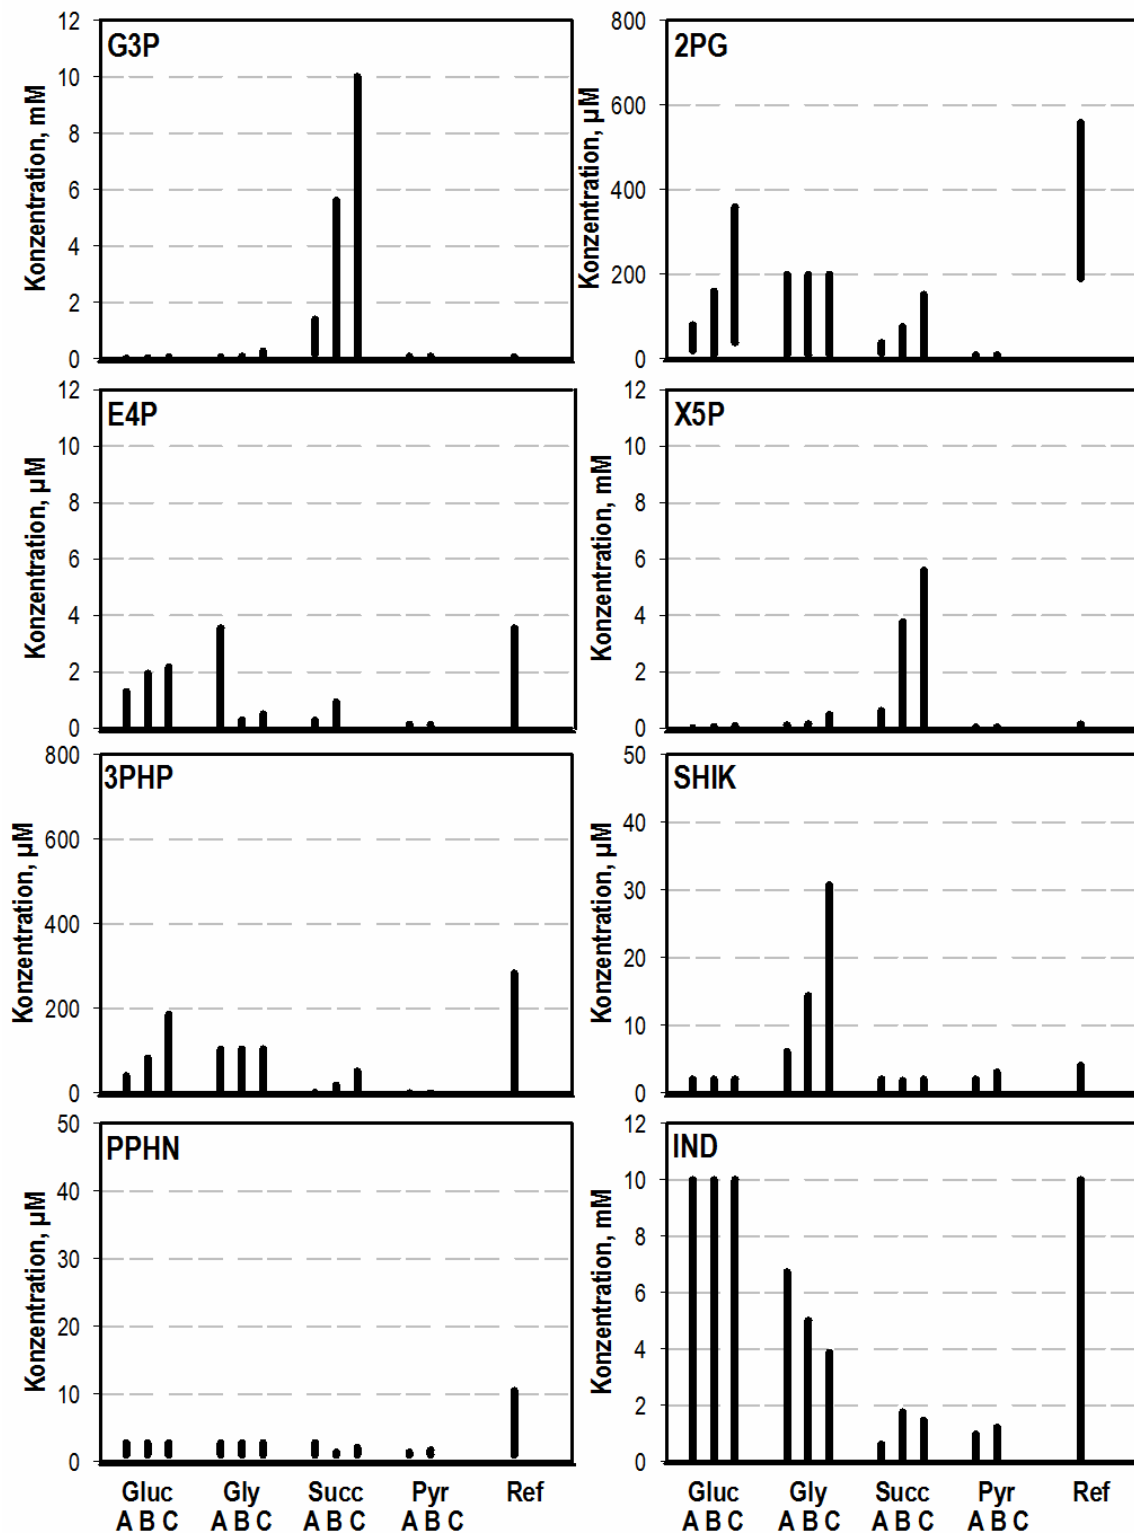 G3P
Konzentration, mM
12
10
8
6
4
2
0
2PG
Konzentration, µM
800
600
400
200
0
E4P
Konzentration, µM
12
10
8
6
4
2
0
X5P
Konzentration, mM
12
10
8
6
4
2
0
3PHP
Konzentration, µM
800
600
400
200
0
SHIK
Konzentration, µM
50
40
30
20
10
0
PPHN
Konzentration, µM
50
40
30
20
10
0
IND
Konzentration, mM
12
10
8
6
4
2
0
Gluc Gly Succ Pyr Ref
A B C A B C A B C A B C
Gluc Gly Succ Pyr Ref
A B C A B C A B C A B C